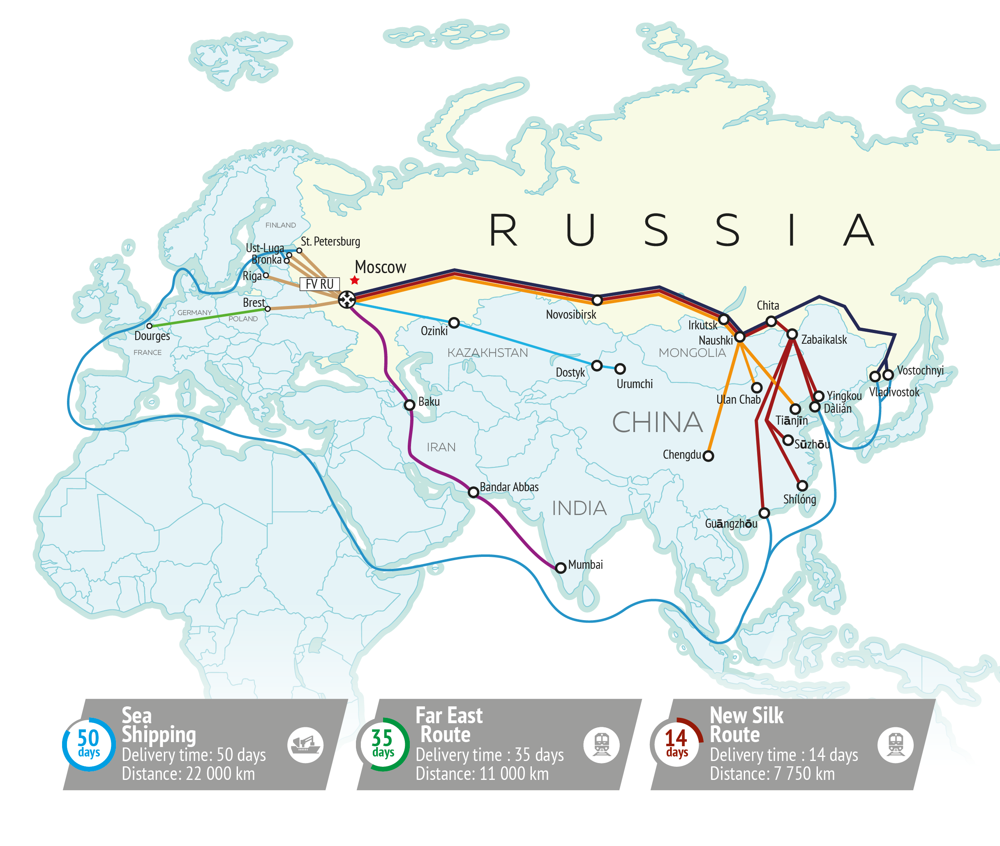 RUSSIA
FINLAND
St. Petersburg
Ust-Luga
Bronka
Moscow
Riga
FV RU
Brest
GERMANY
POLAND
Dourges
FRANCE
Novosibirsk
Chita
Irkutsk
Ozinki
Naushki
Zabaikalsk
KAZAKHSTAN
MONGOLIA
Dostyk
Urumchi
Vostochnyi
Vladivostok
Ulan Chab
Yingkou
Dàlián
Baku
Tiānjīn
CHINA
IRAN
Sūzhōu
Chengdu
Bandar Abbas
Shílóng
INDIA
Guāngzhōu
Mumbai
50
days
Sea
Shipping
Delivery time: 50 days
Distance: 22 000 km
35
days
Far East
Route
Delivery time : 35 days
Distance: 11 000 km
14
days
New Silk
Route
Delivery time : 14 days
Distance: 7 750 km